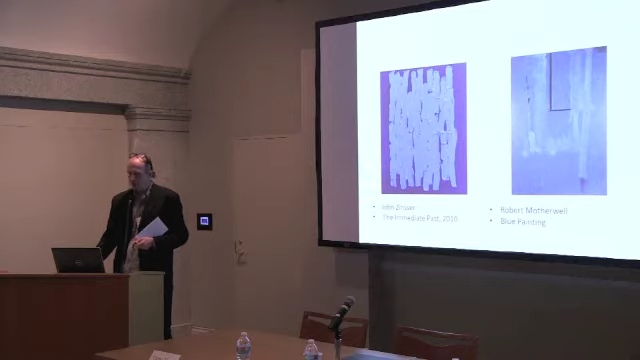 John Zinsser
The Immediate Past, 2010
Robert Motherwell
Blue Painting